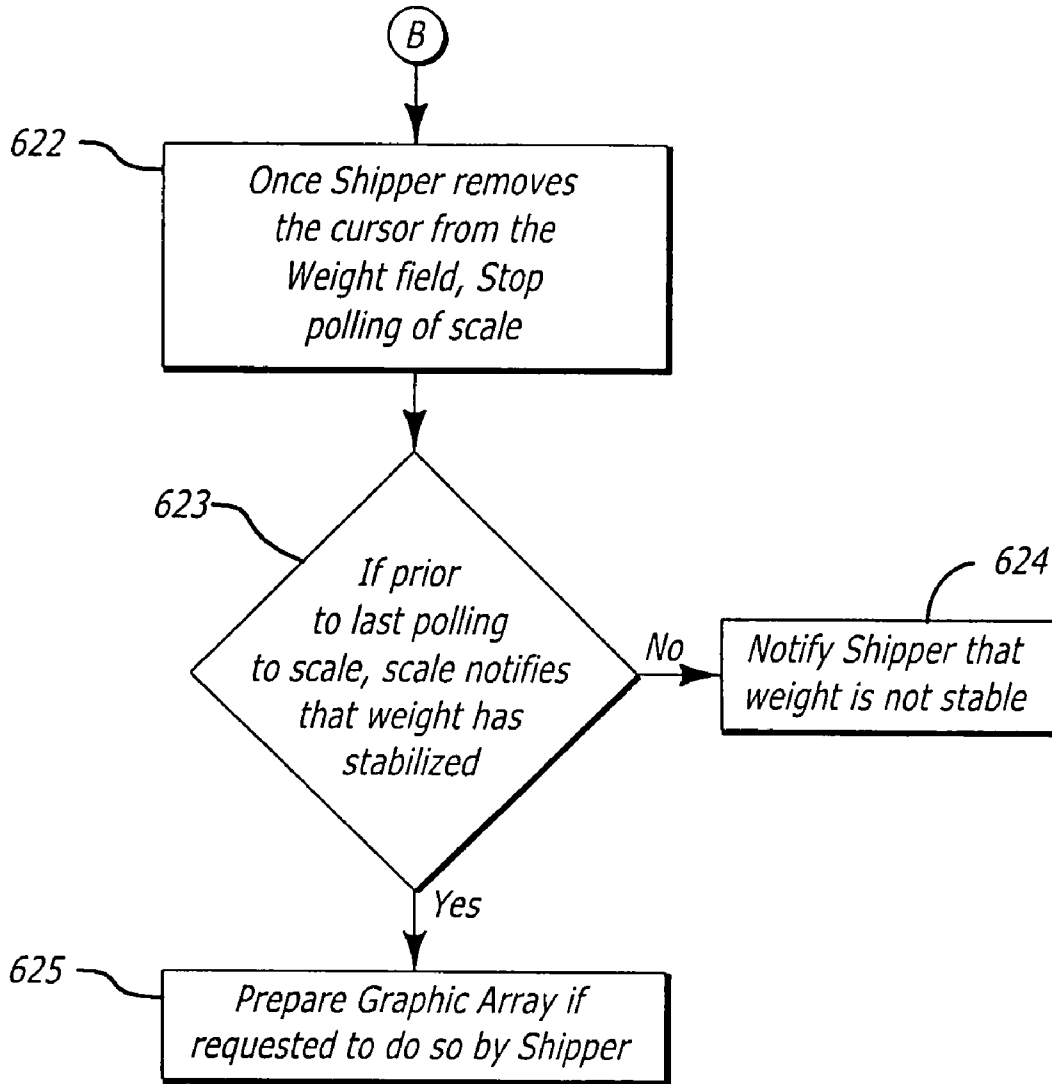 B
622
Once Shipper removes
the cursor from the
Weight field, Stop
polling of scale
623
If prior
to last polling
to scale, scale notifies
that weight has
stabilized
No
624
Notify Shipper that
weight is not stable
Yes
625
Prepare Graphic Array if
requested to do so by Shipper